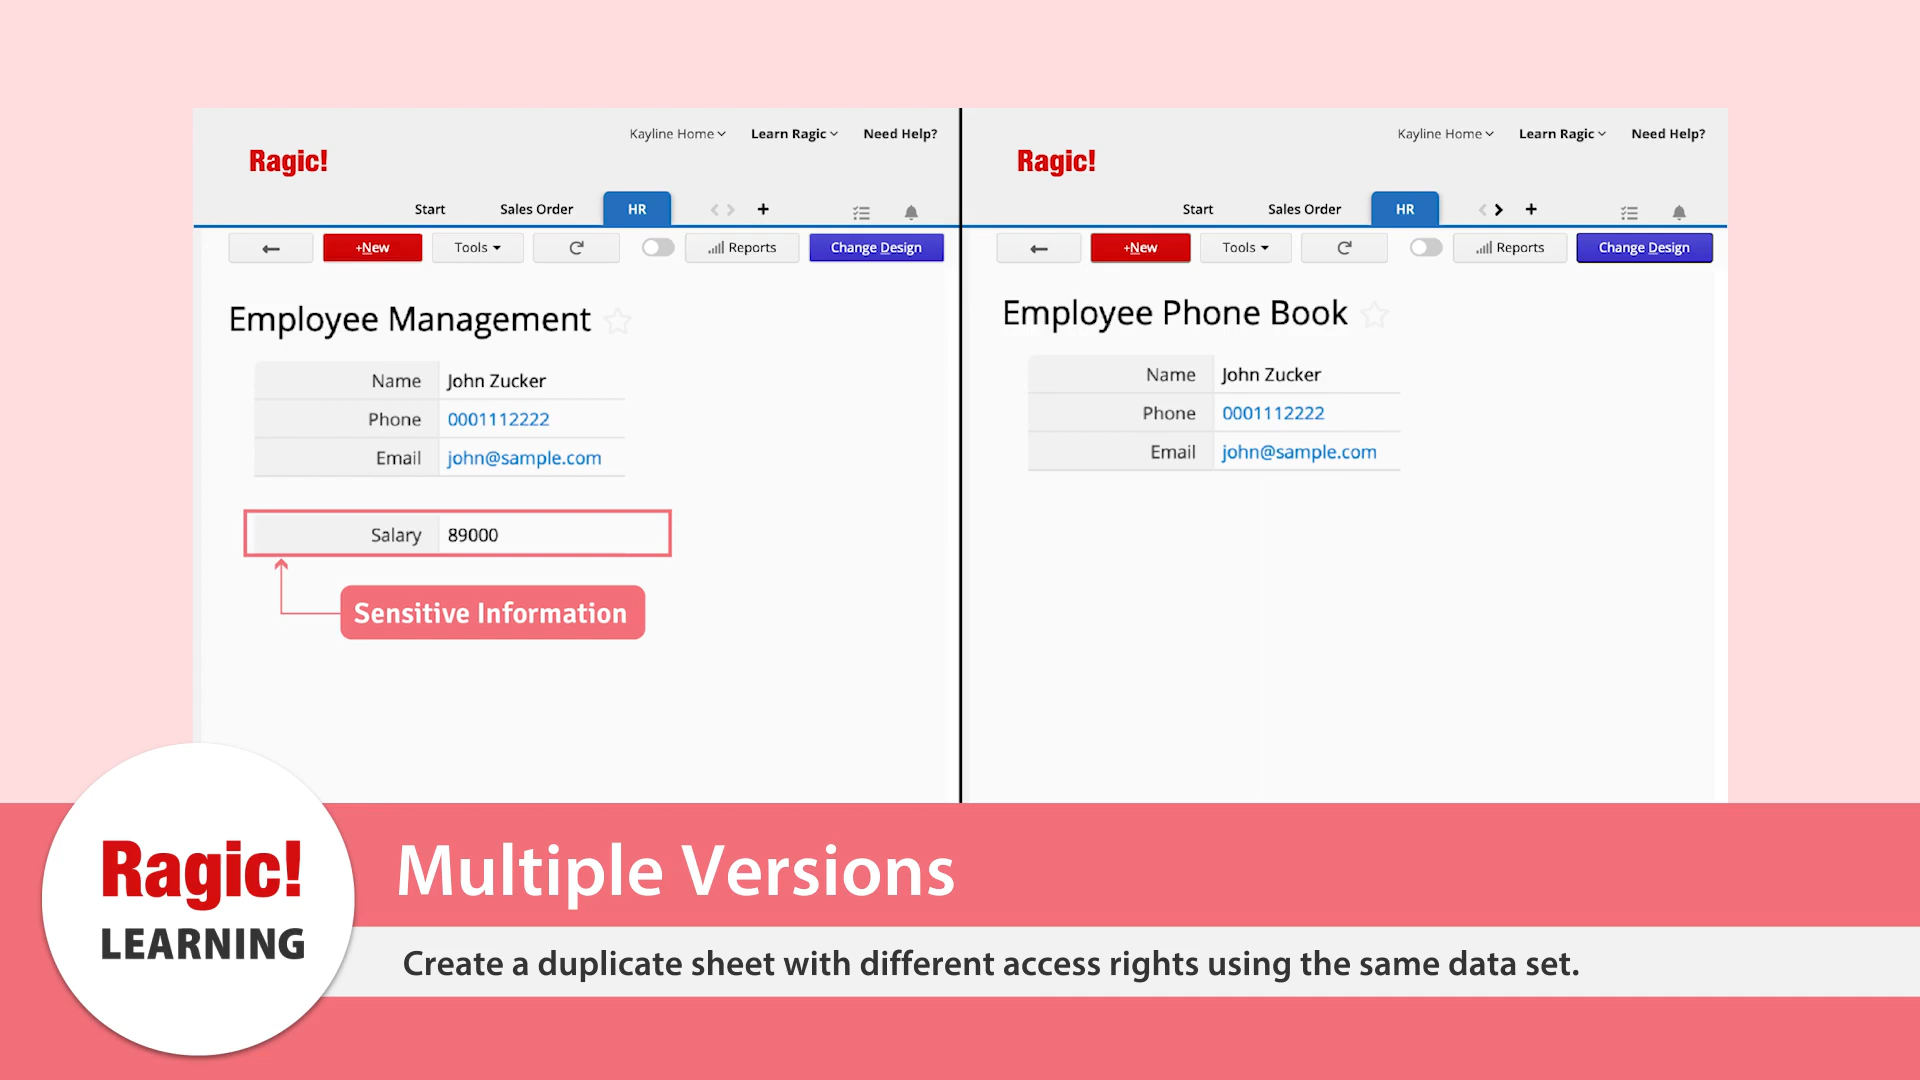 Kayline Home Learn Ragic Need Help?
Ragic!
Start Sales Order HR
+New Tools Reports Change Design
Employee Management
Name John Zucker
Phone 0001112222
Email john@sample.com
Salary 89000
Sensitive Information
Kayline Home Learn Ragic Need Help?
Ragic!
Start Sales Order HR
+New Tools Reports Change Design
Employee Phone Book
Name John Zucker
Phone 0001112222
Email john@sample.com
Ragic!
LEARNING
Multiple Versions
Create a duplicate sheet with different access rights using the same data set.